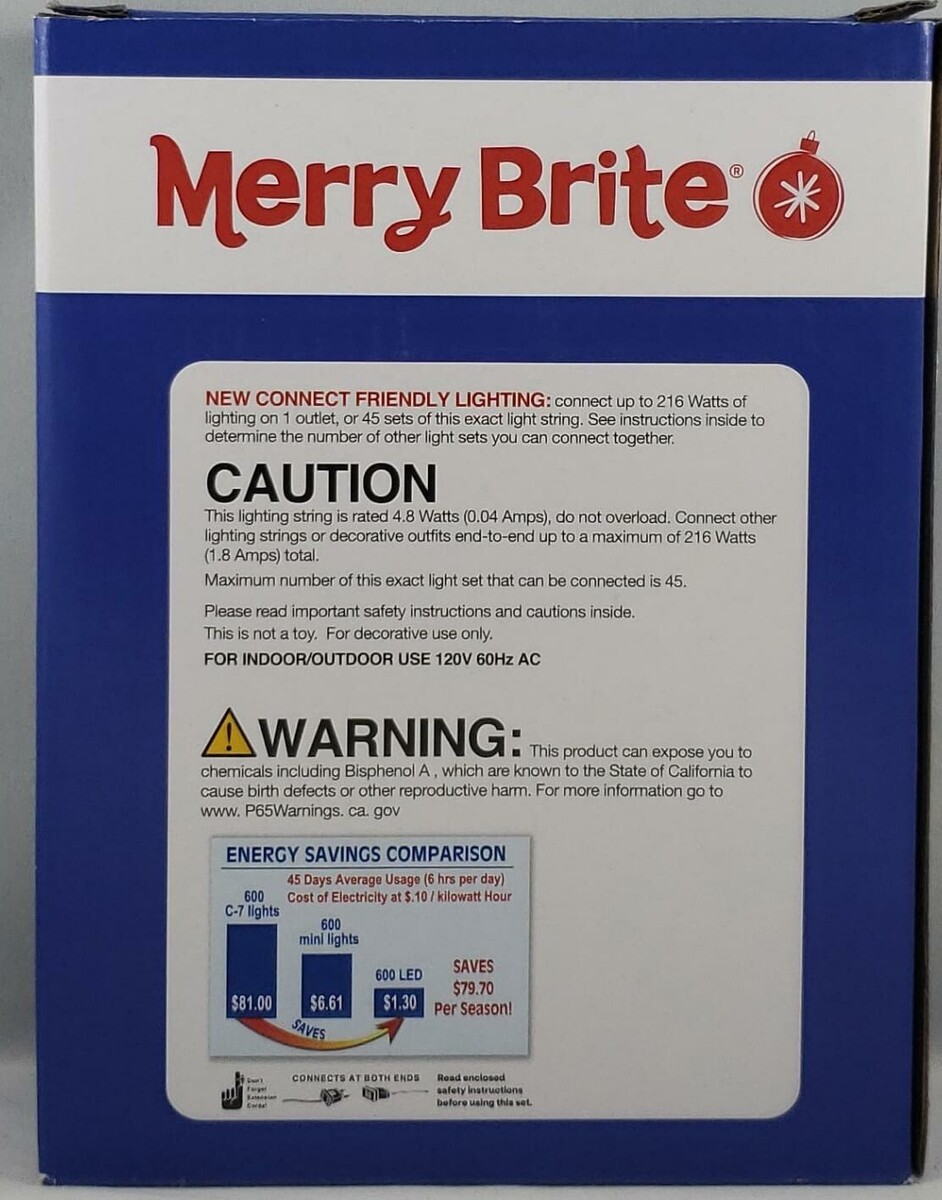 Merry Brite®
NEW CONNECT FRIENDLY LIGHTING: connect up to 216 Watts of
lighting on 1 outlet, or 45 sets of this exact light string. See instructions inside to
determine the number of other light sets you can connect together.
CAUTION
This lighting string is rated 4.8 Watts (0.04 Amps), do not overload. Connect other
lighting strings or decorative outfits end-to-end up to a maximum of 216 Watts
(1.8 Amps) total.
Maximum number of this exact light set that can be connected is 45.
Please read important safety instructions and cautions inside.
This is not a toy. For decorative use only.
FOR INDOOR/OUTDOOR USE 120V 60Hz AC
WARNING: This product can expose you to
chemicals including Bisphenol A , which are known to the State of California to
cause birth defects or other reproductive harm. For more information go to
www. P65Warnings. ca. gov
ENERGY SAVINGS COMPARISON
45 Days Average Usage (6 hrs per day)
Cost of Electricity at $.10 / kilowatt Hour
600
C-7 lights
$81.00
600
mini lights
$6.61
600 LED
$1.30
SAVES
SAVES
$79.70
Per Season!
Don't
Forget
Extension
Cords!
CONNECTS AT BOTH ENDS
Read enclosed
safety instructions
before using this set.